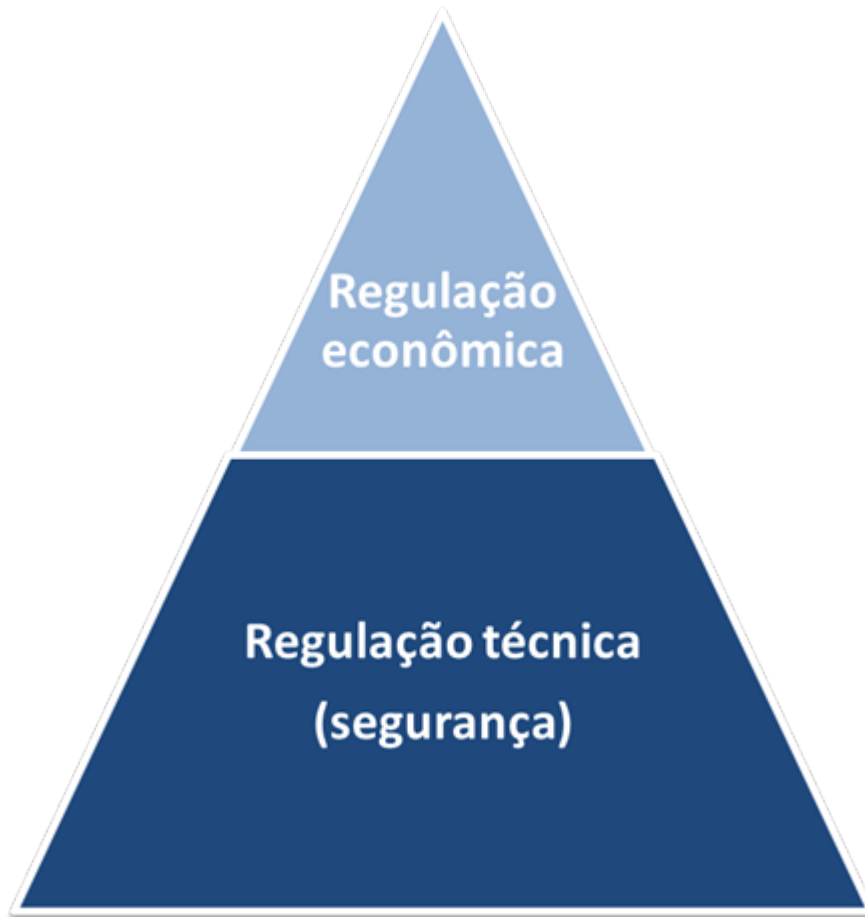 Regulação
econômica
Regulação técnica
(segurança)